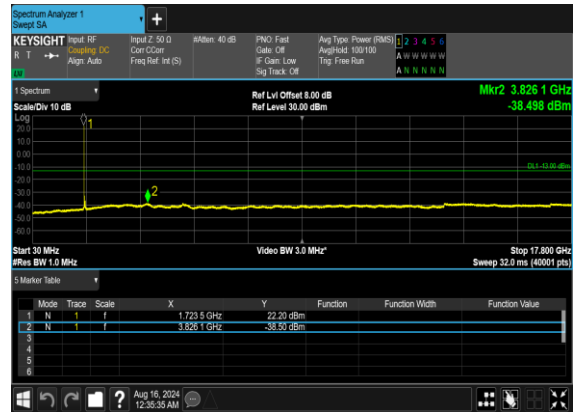 Spectrum Analyzer 1
Swept SA
+
KEYSIGHT Input: RF Input Z: 50 Ω #Atten: 40 dB PNO: Fast Avg Type: Power (RMS) 1 2 3 4 5 6
R T Coupling: DC Corr CCorr Gate: Off Avg|Hold: 100/100 A W W W W W
Align: Auto Freq Ref: Int (S) IF Gain: Low Trig: Free Run
LW Sig Track: Off A N N N N N
1 Spectrum Ref Lvl Offset 8.00 dB Mkr2 3.826 1 GHz
Scale/Div 10 dB Ref Level 30.00 dBm -38.498 dBm
Log
1
20.0
10.0
0.00
-10.0
DL1 -13.00 dBm
-20.0
-30.0
2
-40.0
-50.0
-60.0
Start 30 MHz Video BW 3.0 MHz* Stop 17.800 GHz
#Res BW 1.0 MHz Sweep 32.0 ms (40001 pts)
5 Marker Table
Mode Trace Scale X Y Function Function Width Function Value
1 N 1 f 1.723 5 GHz 22.20 dBm
2 N 1 f 3.826 1 GHz -38.50 dBm
3
4
5
6
? Aug 16, 2024
12:35:35 AM